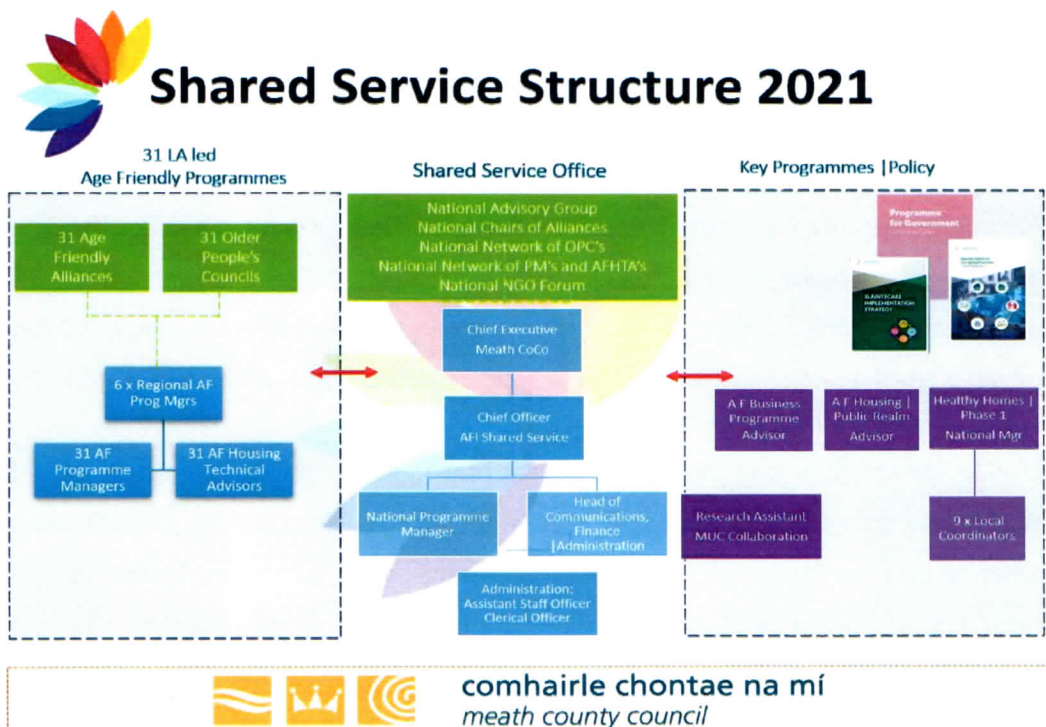 Shared Service Structure 2021
31 LA led
Age Friendly Programmes
31 Age
Friendly
Alliances
31 Older
People's
Councils
6 x Regional AF
Prog Mgrs
31 AF
Programme
Managers
31 AF Housing
Technical
Advisors
Shared Service Office
National Advisory Group
National Chairs of Alliances
National Network of OPC's
National Network of PM's and AFHTA's
National NGO Forum
Chief Executive
Meath CoCo
Chief Officer
AFI Shared Service
National Programme
Manager
Head of
Communications,
Finance
|Administration
Administration:
Assistant Staff Officer
Clerical Officer
Key Programmes |Policy
Programme
for Government
SLÁINTECARE
IMPLEMENTATION
STRATEGY
A F Business
Programme
Advisor
A F Housing |
Public Realm
Advisor
Healthy Homes |
Phase 1
National Mgr
Research Assistant
MUC Collaboration
9 x Local
Coordinators
comhairle chontae na mí
meath county council